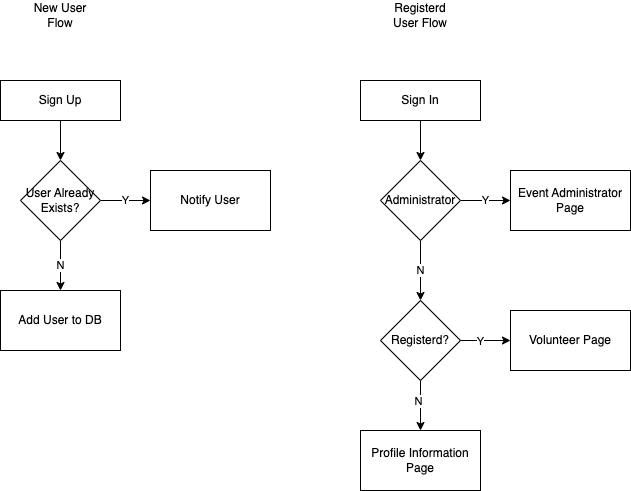 New User
Flow
Sign Up
User Already
Exists?
Y
Notify User
N
Add User to DB
Registerd
User Flow
Sign In
Administrator
Y
Event Administrator
Page
N
Registerd?
Y
Volunteer Page
N
Profile Information
Page